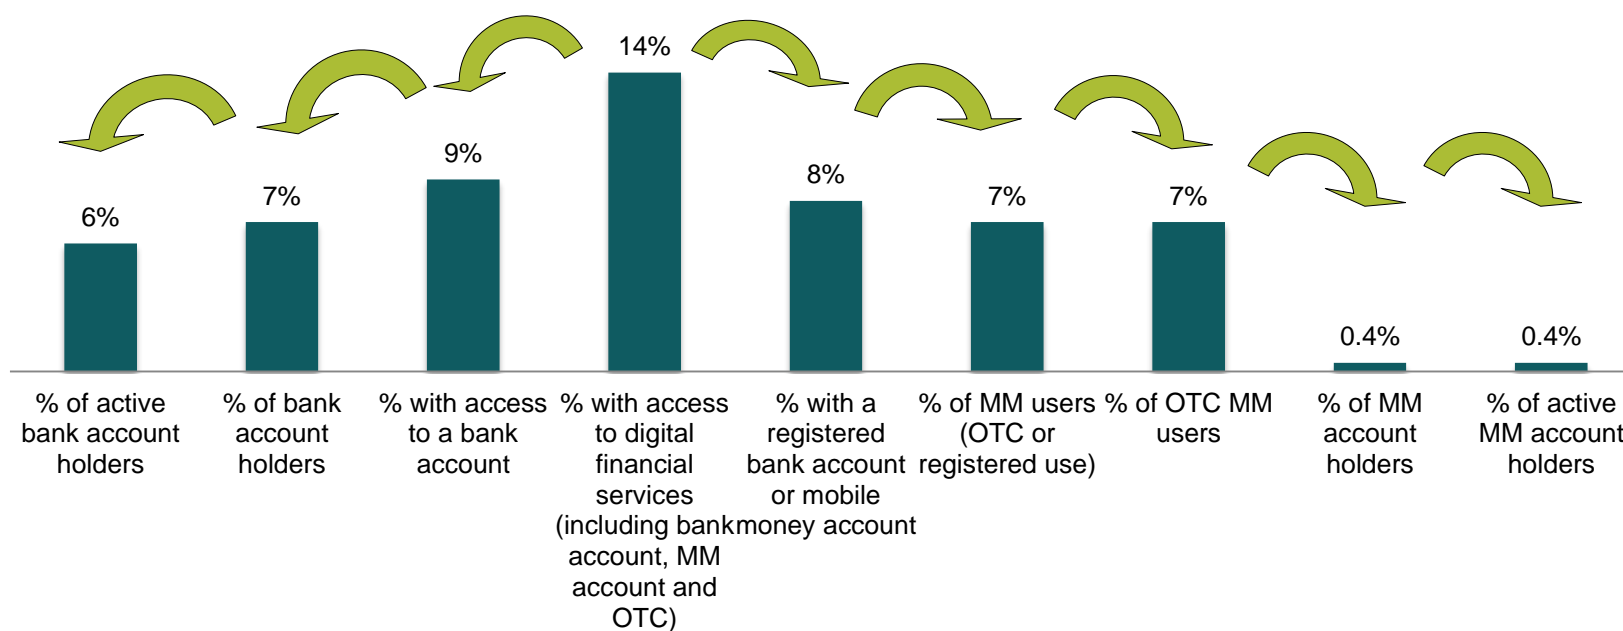 14%
9%
8%
7%
7%
7%
6%
0.4%
0.4%
% of active
bank account
holders
% of bank
account
holders
% with access
to a bank
account
% with access
to digital
financial
services
(including bank
account, MM
account and
OTC)
% with a
registered
bank account
or mobile
money account
% of MM users
(OTC or
registered use)
% of OTC MM
users
% of MM
account
holders
% of active
MM account
holders